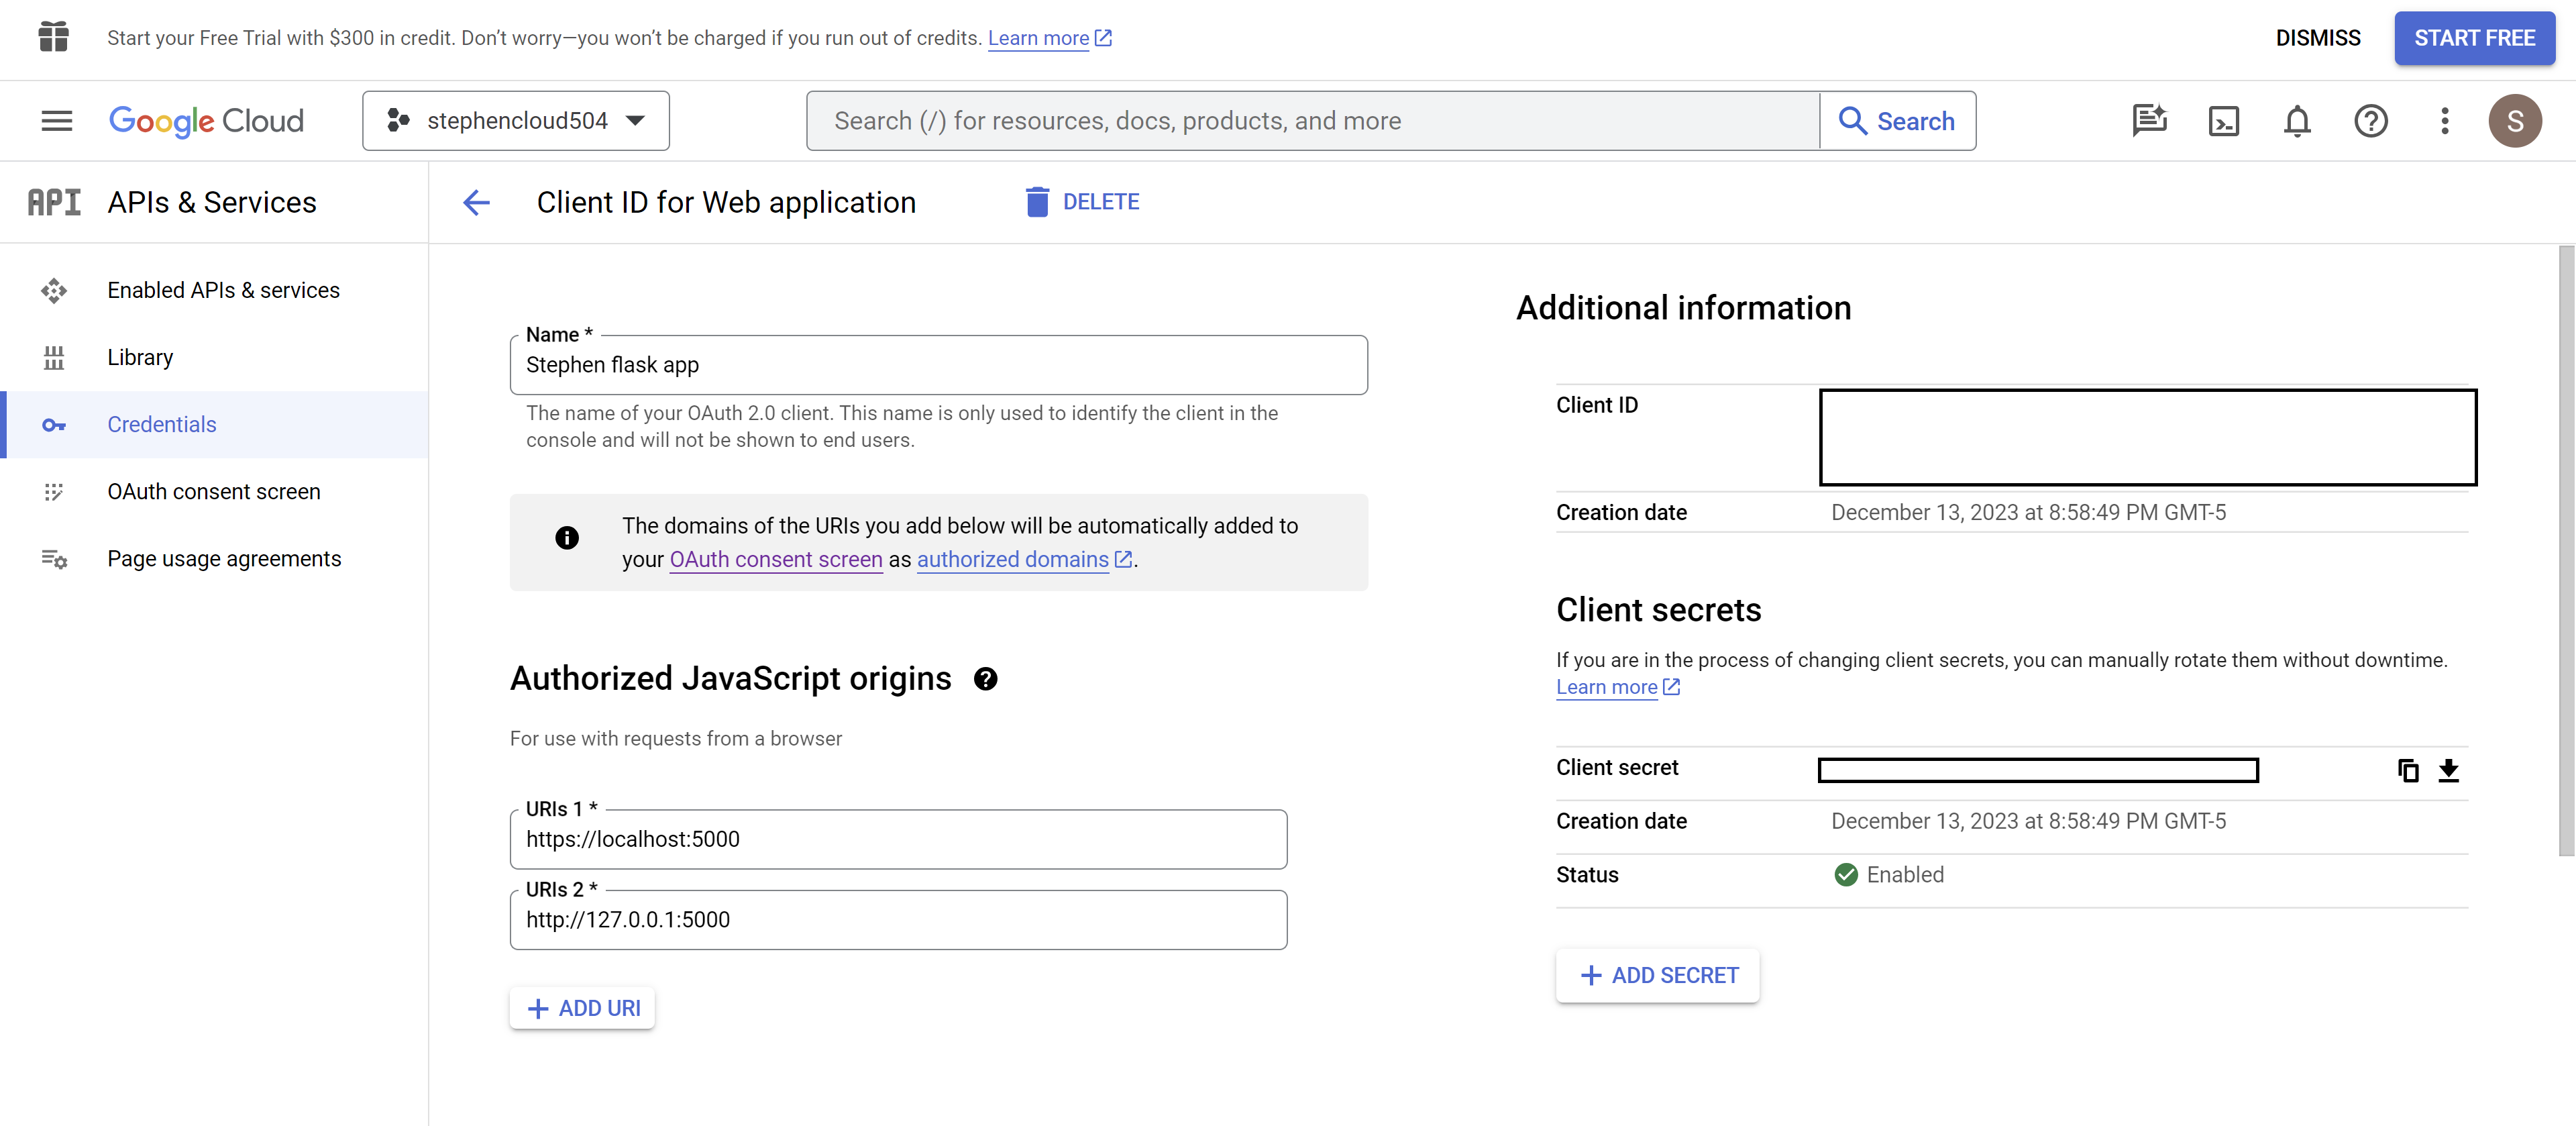 Start your Free Trial with $300 in credit. Don't worry—you won't be charged if you run out of credits. Learn more
DISMISS
START FREE
Google Cloud
stephencloud504
Search (/) for resources, docs, products, and more
Search
S
API
APIs & Services
Client ID for Web application
DELETE
Enabled APIs & services
Library
Credentials
OAuth consent screen
Page usage agreements
Name *
Stephen flask app
The name of your OAuth 2.0 client. This name is only used to identify the client in the
console and will not be shown to end users.
The domains of the URIs you add below will be automatically added to
your OAuth consent screen as authorized domains.
Authorized JavaScript origins
For use with requests from a browser
URIs 1 *
https://localhost:5000
URIs 2 *
http://127.0.0.1:5000
ADD URI
Additional information
Client ID
Creation date
December 13, 2023 at 8:58:49 PM GMT-5
Client secrets
If you are in the process of changing client secrets, you can manually rotate them without downtime.
Learn more
Client secret
Creation date
December 13, 2023 at 8:58:49 PM GMT-5
Status
Enabled
ADD SECRET